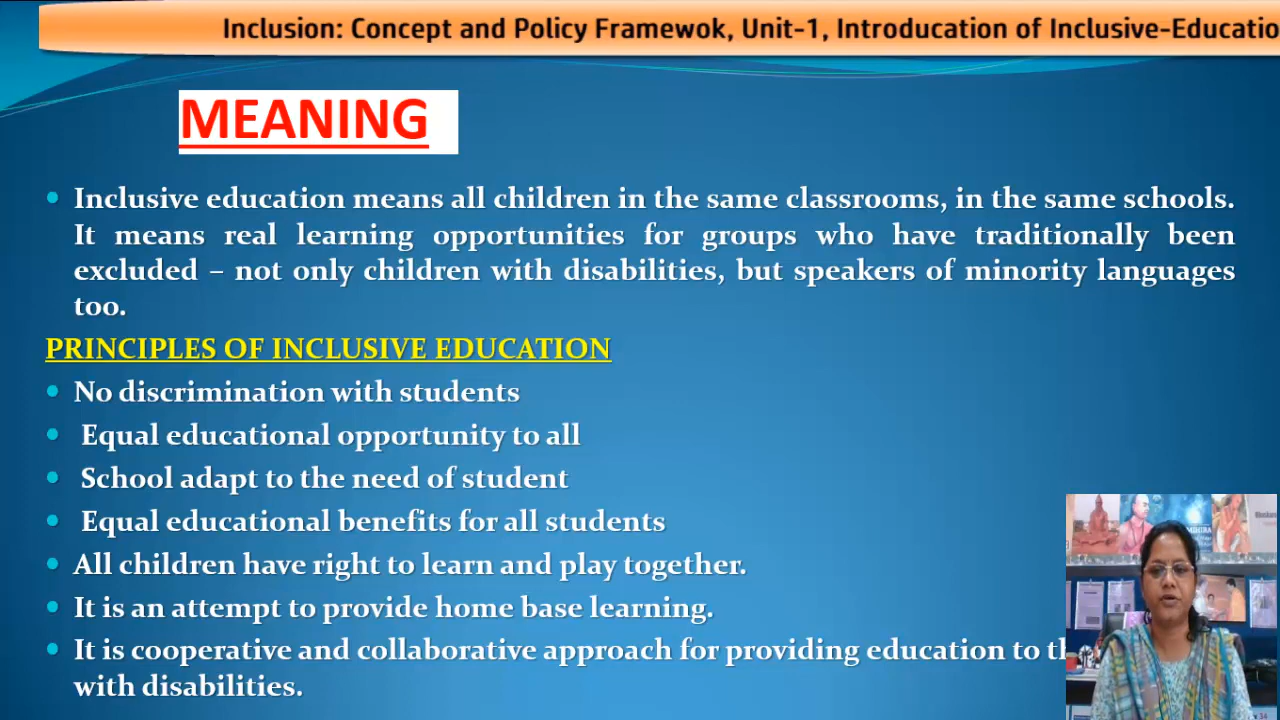 Inclusion: Concept and Policy Framewok, Unit-1, Introducation of Inclusive-Educatio
MEANING
Inclusive education means all children in the same classrooms, in the same schools.
It means real learning opportunities for groups who have traditionally been
excluded – not only children with disabilities, but speakers of minority languages
too.
PRINCIPLES OF INCLUSIVE EDUCATION
No discrimination with students
Equal educational opportunity to all
School adapt to the need of student
Equal educational benefits for all students
All children have right to learn and play together.
It is an attempt to provide home base learning.
It is cooperative and collaborative approach for providing education to
with disabilities.